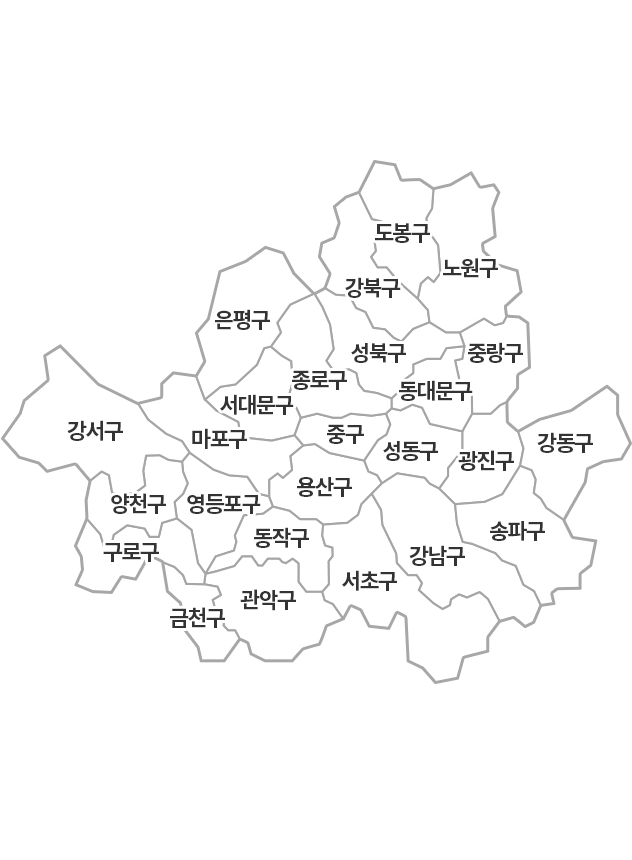 도봉구
노원구
강북구
은평구
성북구
중랑구
종로구
동대문구
서대문구
강서구
마포구
중구
성동구
광진구
강동구
양천구
영등포구
용산구
송파구
동작구
구로구
강남구
서초구
관악구
금천구